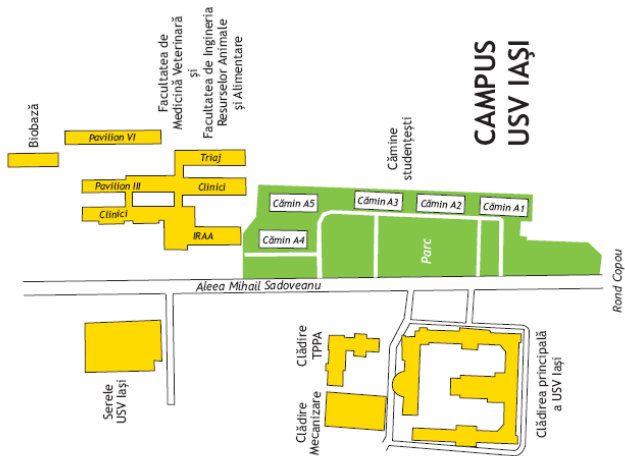 CAMPUS
USV IAȘI
Biobază
Pavilion VI
Facultatea de
Medicină Veterinară
și
Facultatea de Ingineria
Resurselor Animale
și Alimentare
Triaj
Pavilion III
Clinici
Clinici
IRAA
Cămine
studențești
Cămin A5
Cămin A3
Cămin A2
Cămin A1
Cămin A4
Parc
Aleea Mihail Sadoveanu
Rond Copou
Serele
USV Iași
Clădire
TPPA
Clădire
Mecanizare
Clădirea principală
a USV Iași